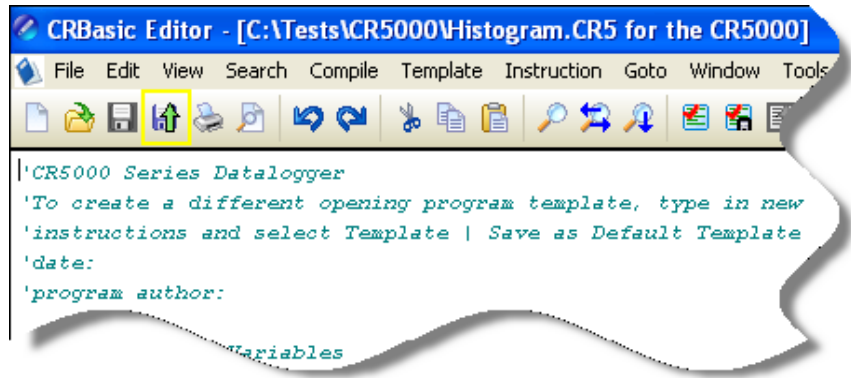 CRBasic Editor - [C:\Tests\CR5000\Histogram.CR5 for the CR5000]
File Edit View Search Compile Template Instruction Goto Window Tools
'CR5000 Series Datalogger
'To create a different opening program template, type in new
'instructions and select Template | Save as Default Template
'date:
'program author:
Variables